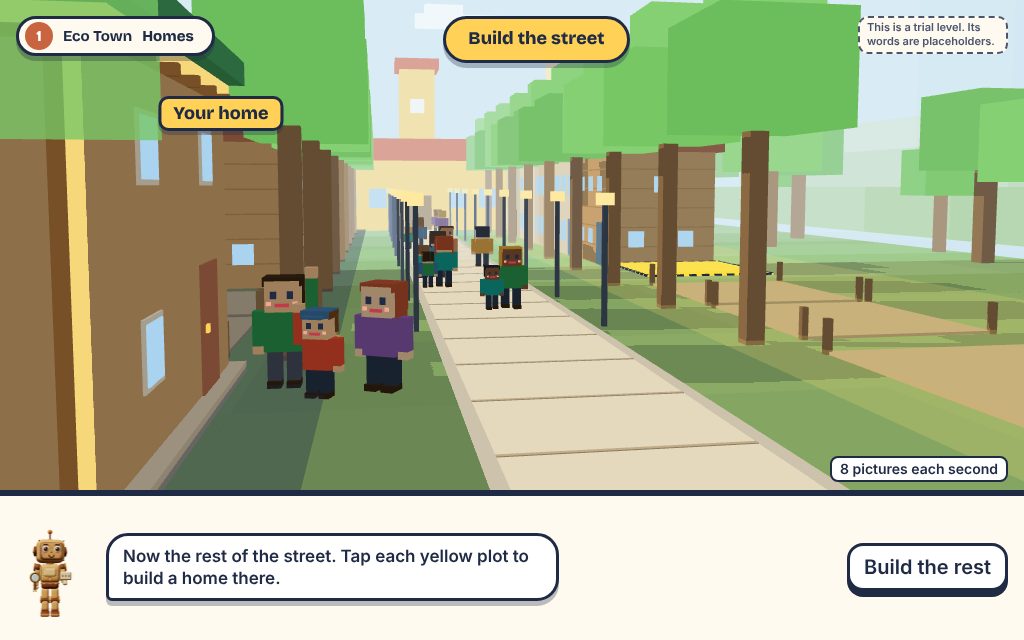 1 Eco Town Homes
Build the street
This is a trial level. Its
words are placeholders.
Your home
8 pictures each second
Now the rest of the street. Tap each yellow plot to
build a home there.
Build the rest